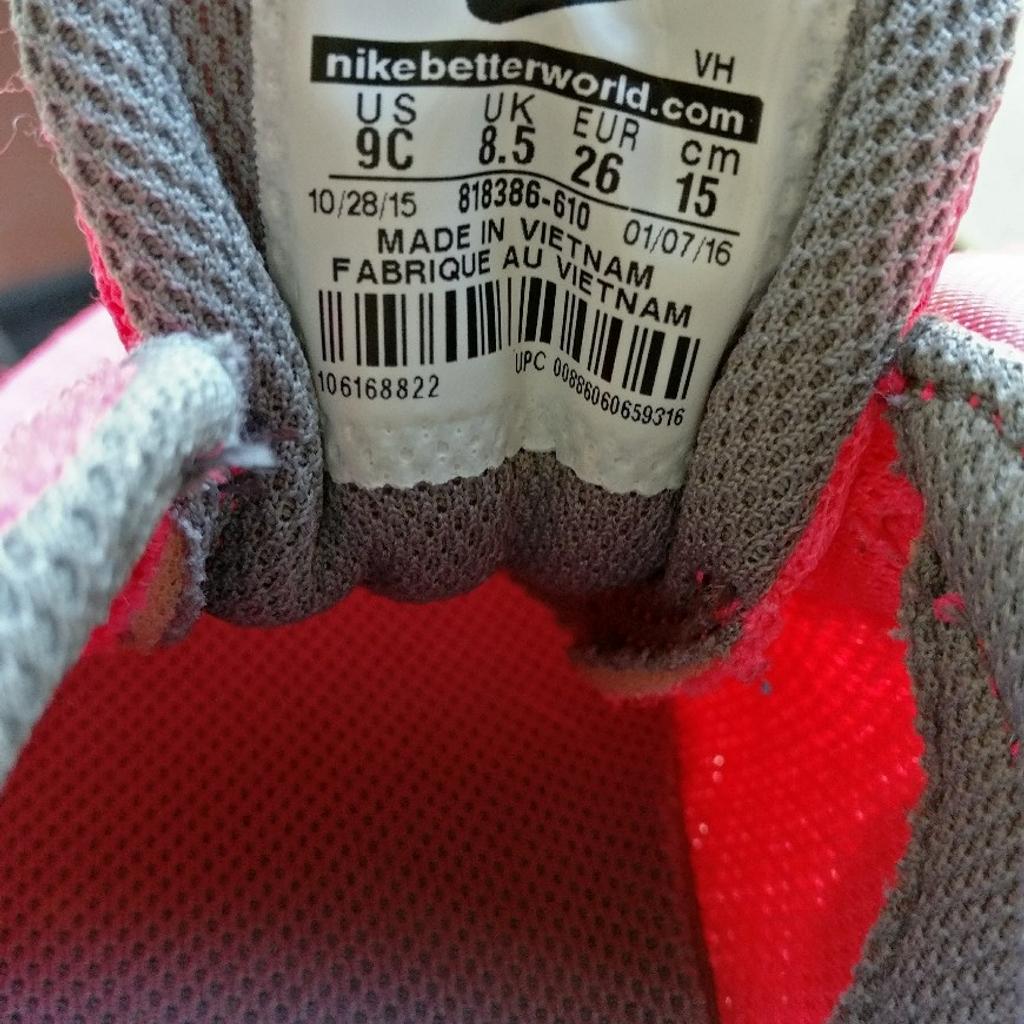 VH
nikebetterworld.com
US UK EUR cm
9C 8.5 26 15
10/28/15 818386-610 01/07/16
MADE IN VIETNAM
FABRIQUE AU VIETNAM
106168822 UPC 00886060659316